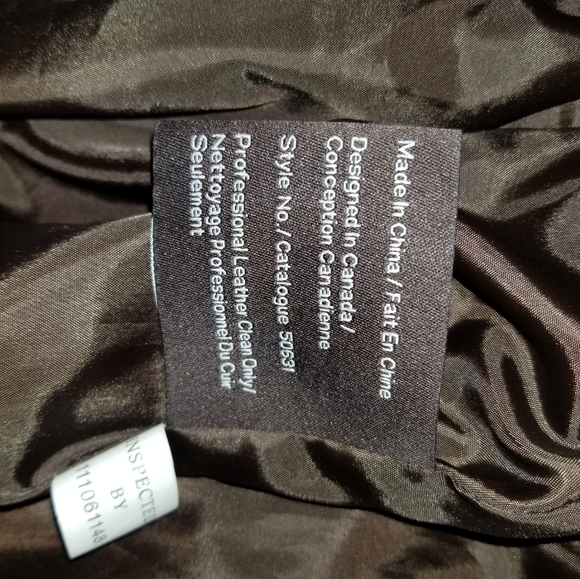 Made In China / Fait En Chine
Designed In Canada /
Conception Canadienne
Style No./ Catalogue 50631
Professional Leather Clean Only/
Nettoyage Professionnel Du Cuir
Seulement
INSPECTED
BY
111061148